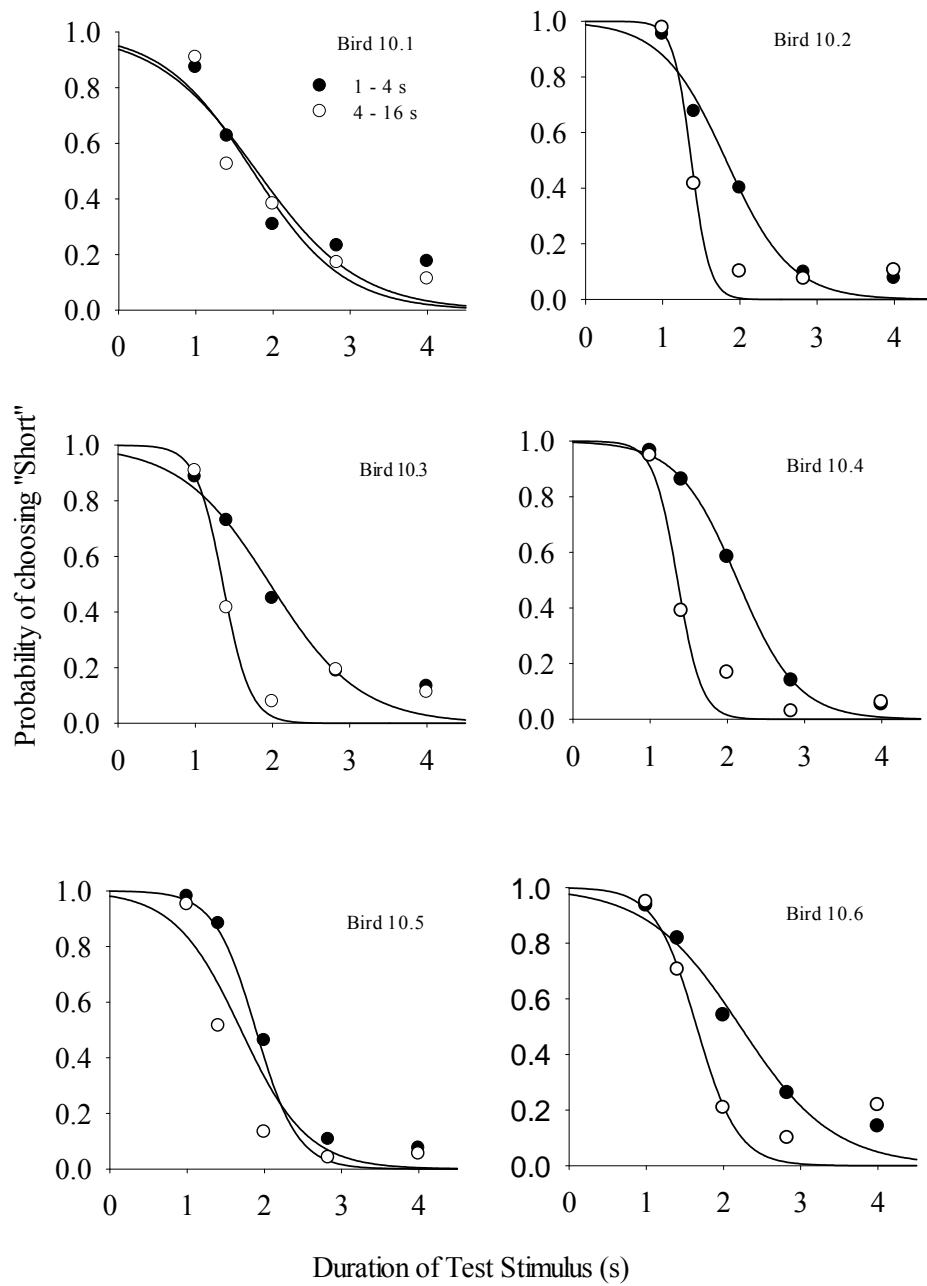 Bird 10.1
1 - 4 s
4 - 16 s
1.0
0.8
0.6
0.4
0.2
0.0
0 1 2 3 4
Bird 10.2
1.0
0.8
0.6
0.4
0.2
0.0
0 1 2 3 4
Probability of choosing "Short"
Bird 10.3
1.0
0.8
0.6
0.4
0.2
0.0
0 1 2 3 4
Bird 10.4
1.0
0.8
0.6
0.4
0.2
0.0
0 1 2 3 4
Bird 10.5
1.0
0.8
0.6
0.4
0.2
0.0
0 1 2 3 4
Bird 10.6
1.0
0.8
0.6
0.4
0.2
0.0
0 1 2 3 4
Duration of Test Stimulus (s)